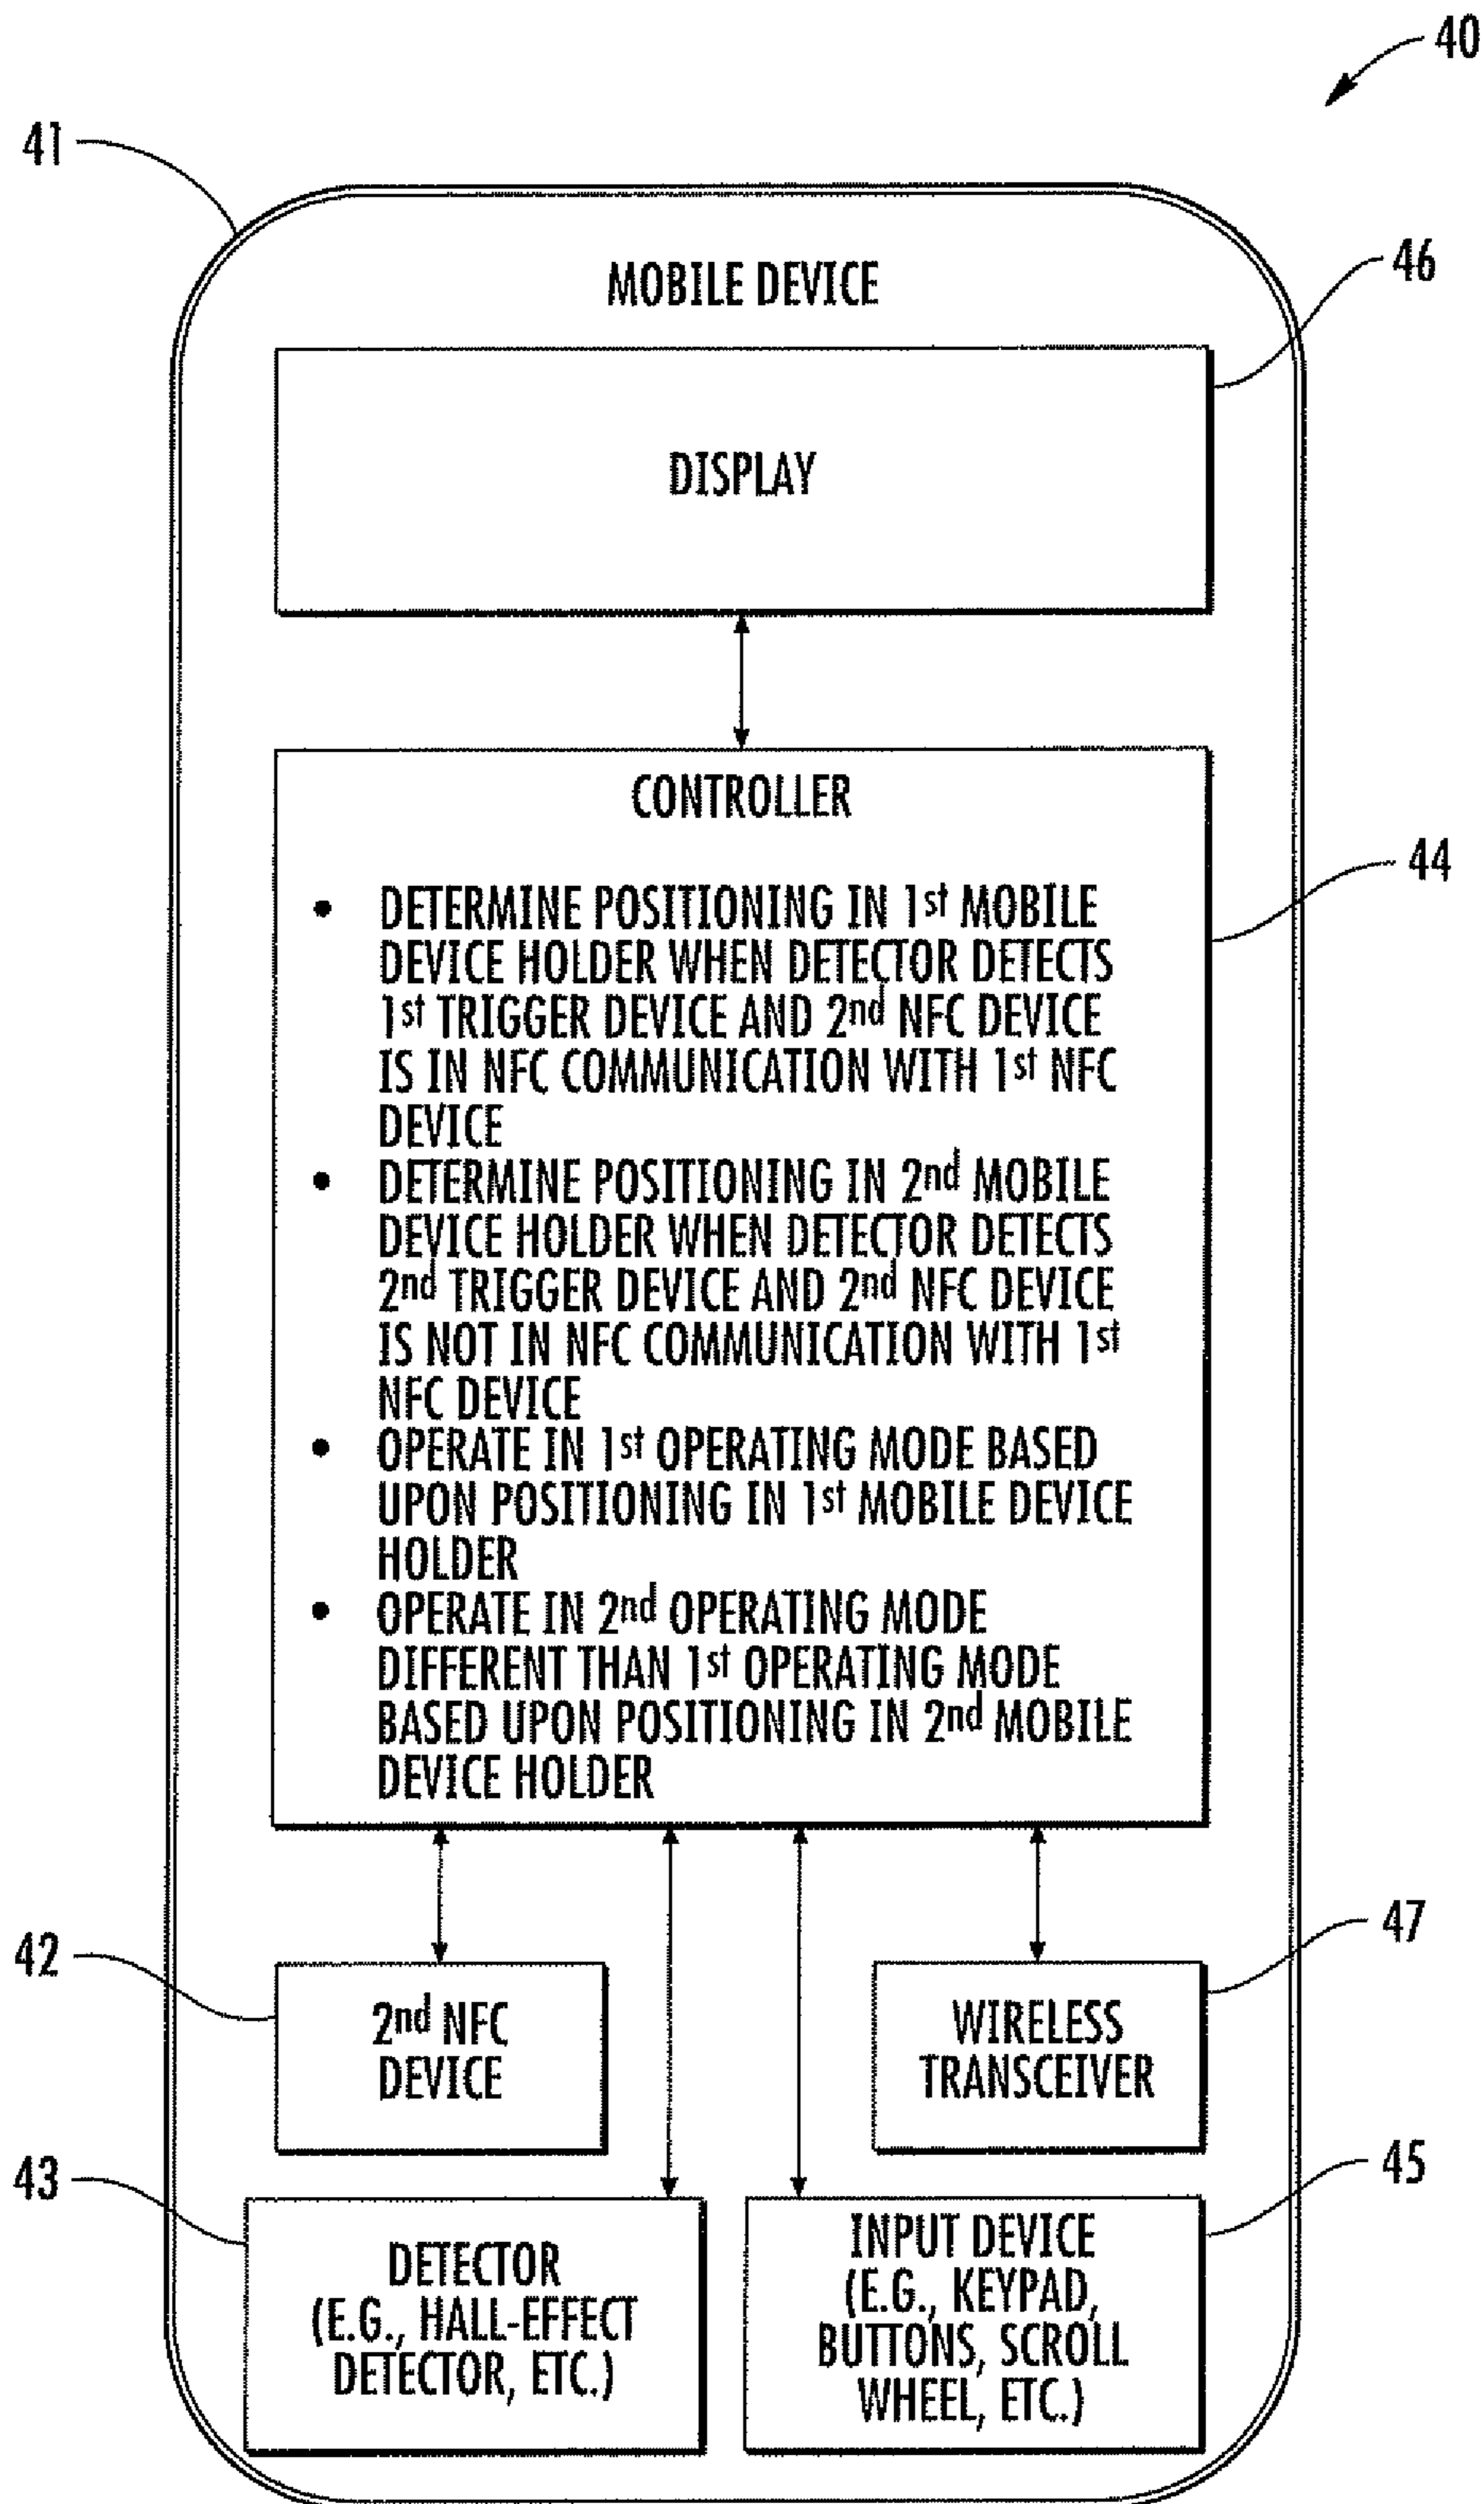 40
41
MOBILE DEVICE
46
DISPLAY
CONTROLLER
44
• DETERMINE POSITIONING IN 1st MOBILE
DEVICE HOLDER WHEN DETECTOR DETECTS
1st TRIGGER DEVICE AND 2nd NFC DEVICE
IS IN NFC COMMUNICATION WITH 1st NFC
DEVICE
• DETERMINE POSITIONING IN 2nd MOBILE
DEVICE HOLDER WHEN DETECTOR DETECTS
2nd TRIGGER DEVICE AND 2nd NFC DEVICE
IS NOT IN NFC COMMUNICATION WITH 1st
NFC DEVICE
• OPERATE IN 1st OPERATING MODE BASED
UPON POSITIONING IN 1st MOBILE DEVICE
HOLDER
• OPERATE IN 2nd OPERATING MODE
DIFFERENT THAN 1st OPERATING MODE
BASED UPON POSITIONING IN 2nd MOBILE
DEVICE HOLDER
42
2nd NFC
DEVICE
47
WIRELESS
TRANSCEIVER
43
DETECTOR
(E.G., HALL-EFFECT
DETECTOR, ETC.)
45
INPUT DEVICE
(E.G., KEYPAD,
BUTTONS, SCROLL
WHEEL, ETC.)